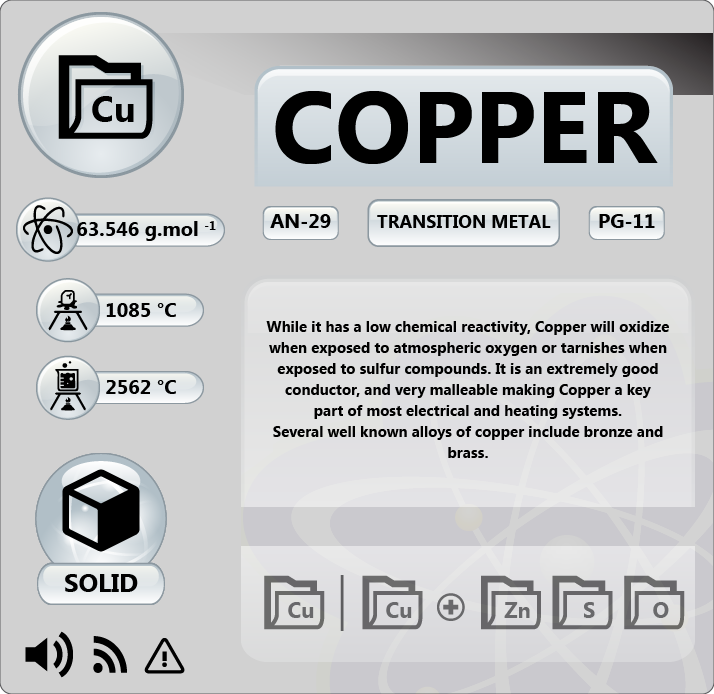 Cu
COPPER
63.546 g.mol -1
AN-29
TRANSITION METAL
PG-11
1085 °C
2562 °C
While it has a low chemical reactivity, Copper will oxidize
when exposed to atmospheric oxygen or tarnishes when
exposed to sulfur compounds. It is an extremely good
conductor, and very malleable making Copper a key
part of most electrical and heating systems.
Several well known alloys of copper include bronze and
brass.
SOLID
Cu | Cu + Zn S O